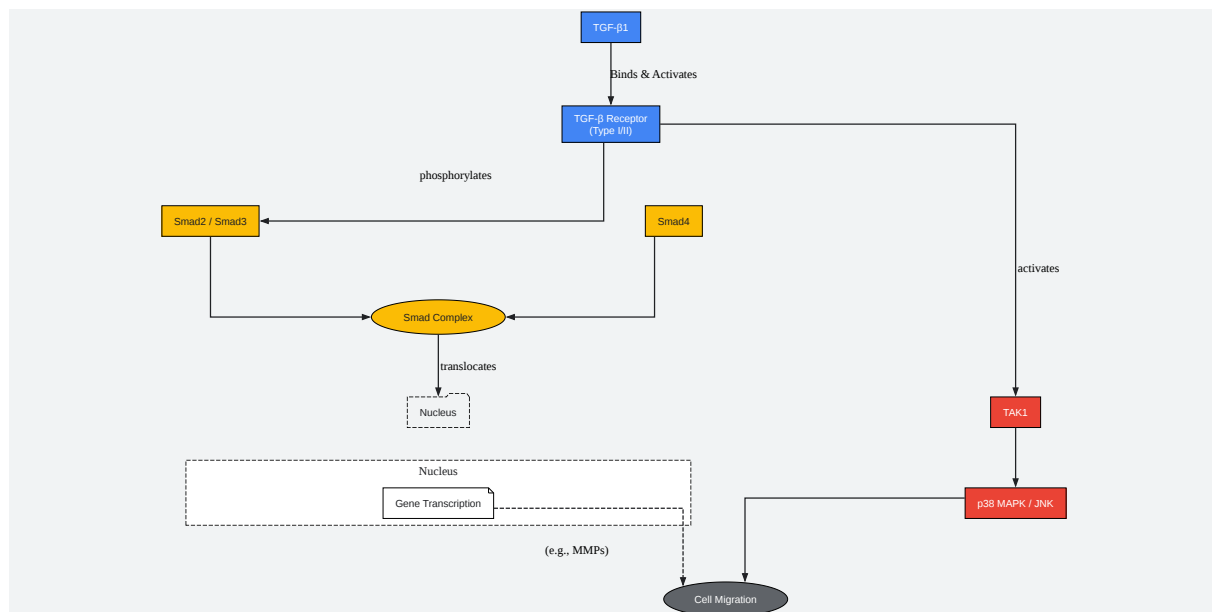 TGF-β1
Binds & Activates
TGF-β Receptor
(Type I/II)
phosphorylates
Smad2 / Smad3
Smad4
activates
Smad Complex
translocates
Nucleus
TAK1
Nucleus
Gene Transcription
p38 MAPK / JNK
(e.g., MMPs)
Cell Migration